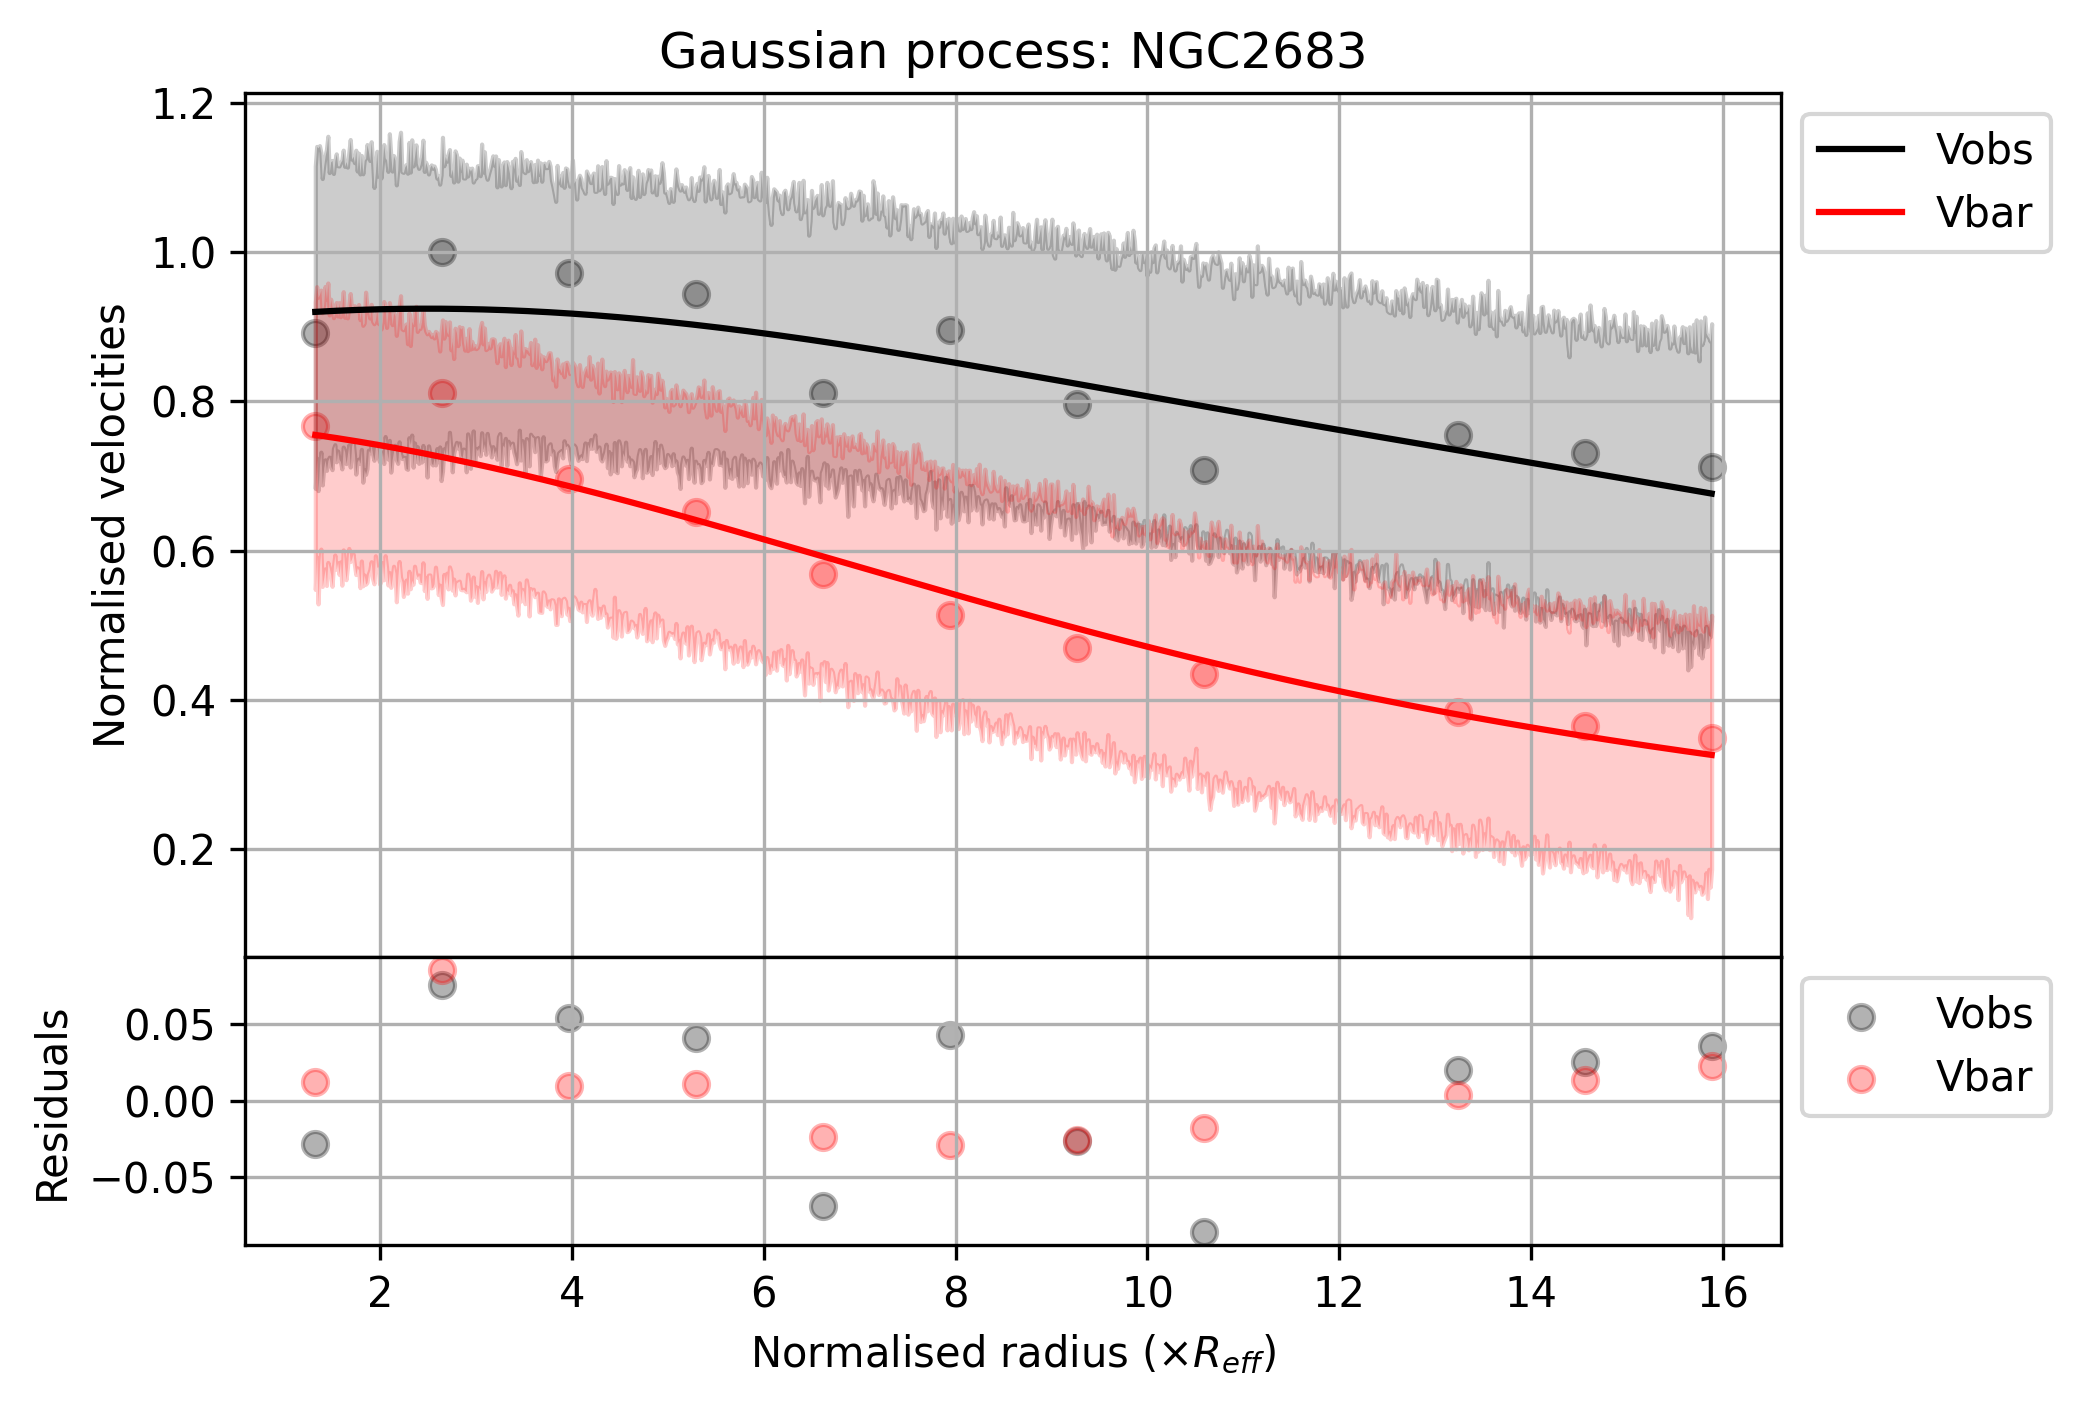 Gaussian process: NGC2683
1.2
1.0
0.8
0.6
0.4
0.2
Normalised velocities
Vobs
Vbar
0.05
0.00
−0.05
Residuals
Vobs
Vbar
2 4 6 8 10 12 14 16
Normalised radius (×R_eff)